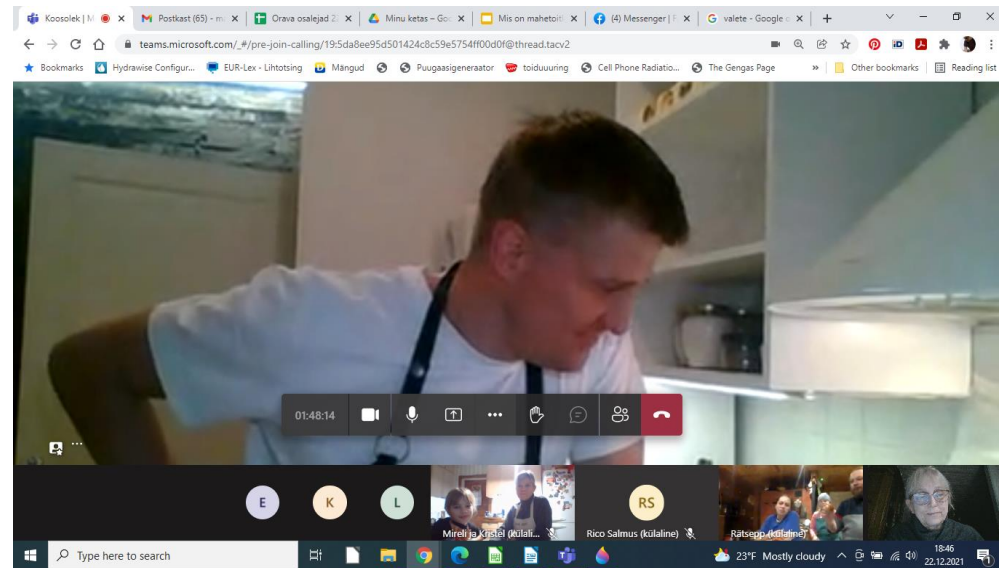 Koosolek | M
Postkast (65) - m
Orava osalejad 2
Minu ketas – Go
Mis on mahetoit
(4) Messenger | F
valete - Google
teams.microsoft.com/_#/pre-join-calling/19:5da8ee95d501424c8c59e5754ff00d0f@thread.tacv2
Bookmarks
Hydrawise Configur...
EUR-Lex - Lihtotsing
Mängud
Puugaasigeneraator
toiduuuring
Cell Phone Radiatio...
The Gengas Page
»
Other bookmarks
Reading list
01:48:14
E
K
L
RS
Mireli ja Kristel (külali...
Rico Salmus (külaline)
Rätsepp (külaline)
Type here to search
23°F Mostly cloudy
18:46
22.12.2021